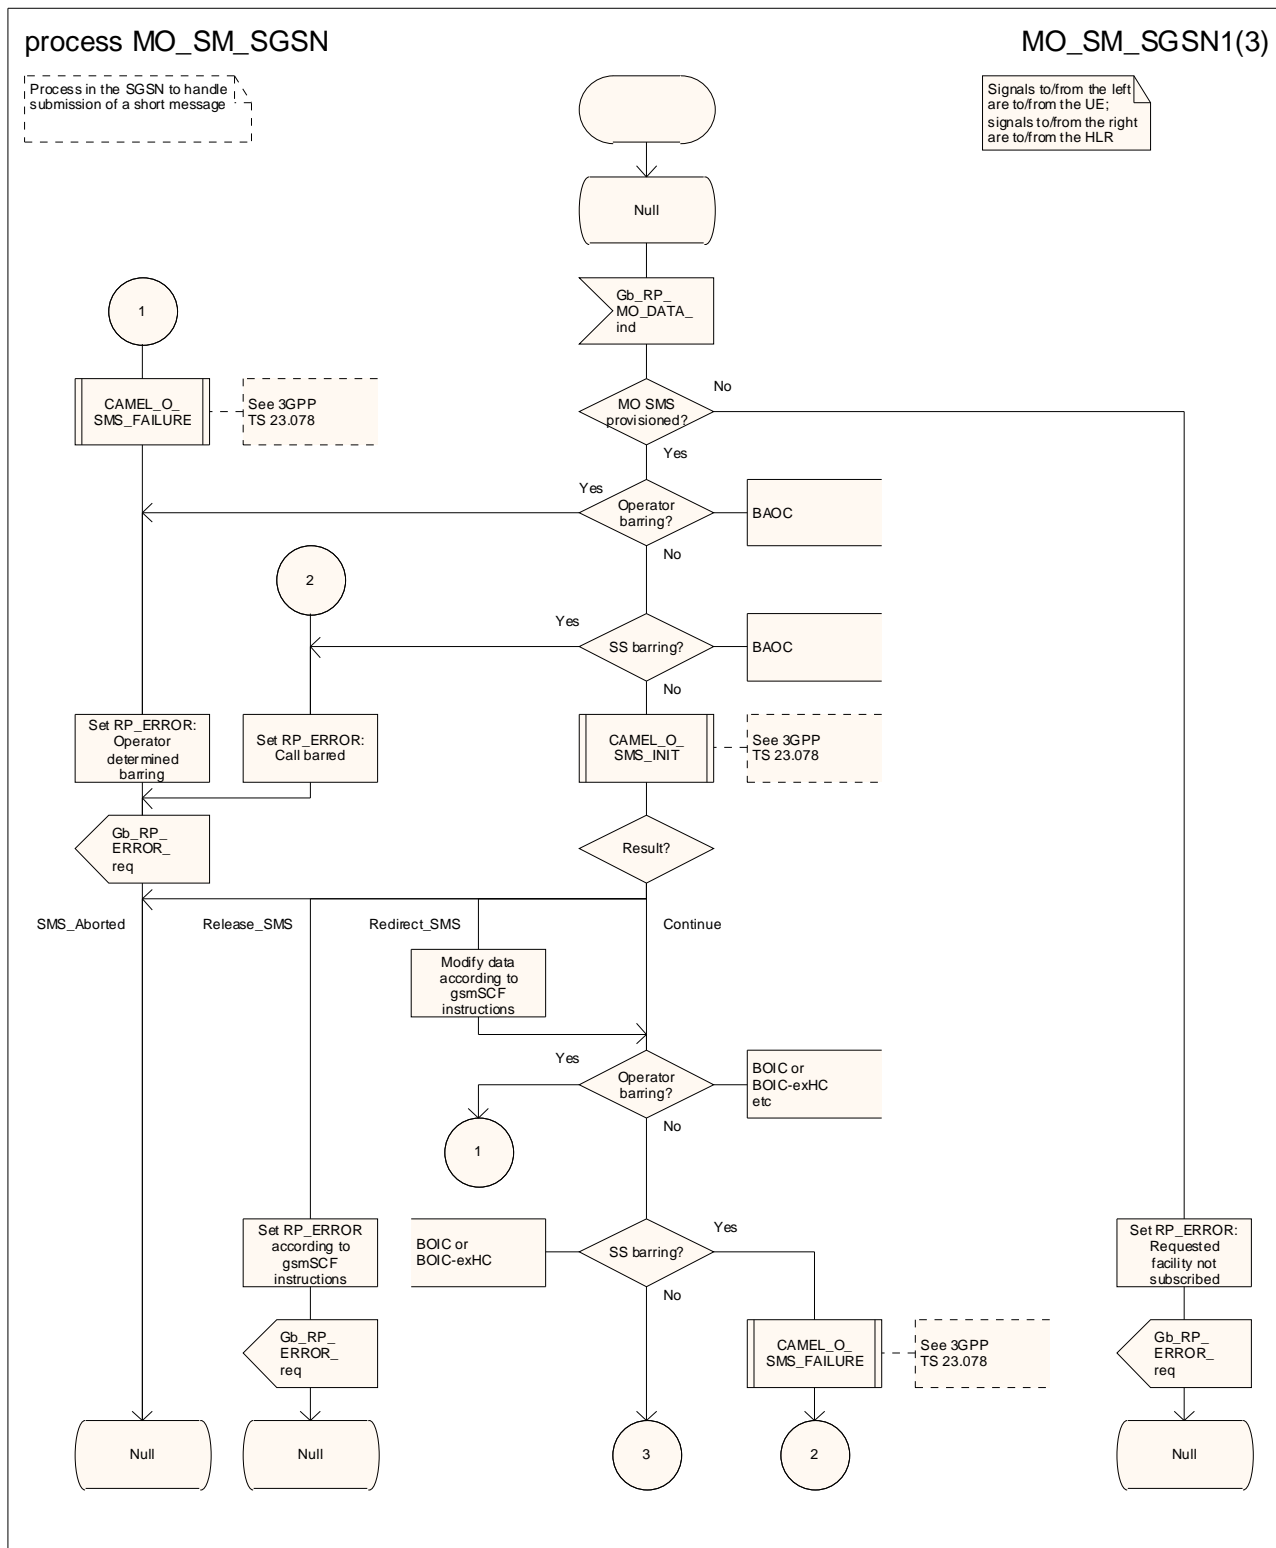 process MO_SM_SGSN
MO_SM_SGSN1(3)
Process in the SGSN to handle
submission of a short message
Signals to/from the left
are to/from the UE;
signals to/from the right
are to/from the HLR
Null
Gb_RP_
MO_DATA_
ind
1
CAMEL_O_
SMS_FAILURE
See 3GPP
TS 23.078
MO SMS
provisioned?
No
Yes
Yes
Operator
barring?
BAOC
No
2
Yes
SS barring?
BAOC
No
Set RP_ERROR:
Operator
determined
barring
Set RP_ERROR:
Call barred
CAMEL_O_
SMS_INIT
See 3GPP
TS 23.078
Gb_RP_
ERROR_
req
Result?
SMS_Aborted
Release_SMS
Redirect_SMS
Continue
Modify data
according to
gsmSCF
instructions
Yes
Operator
barring?
BOIC or
BOIC-exHC
etc
No
1
Set RP_ERROR
according to
gsmSCF
instructions
BOIC or
BOIC-exHC
SS barring?
Yes
No
Set RP_ERROR:
Requested
facility not
subscribed
Gb_RP_
ERROR_
req
CAMEL_O_
SMS_FAILURE
See 3GPP
TS 23.078
Gb_RP_
ERROR_
req
Null
Null
3
2
Null